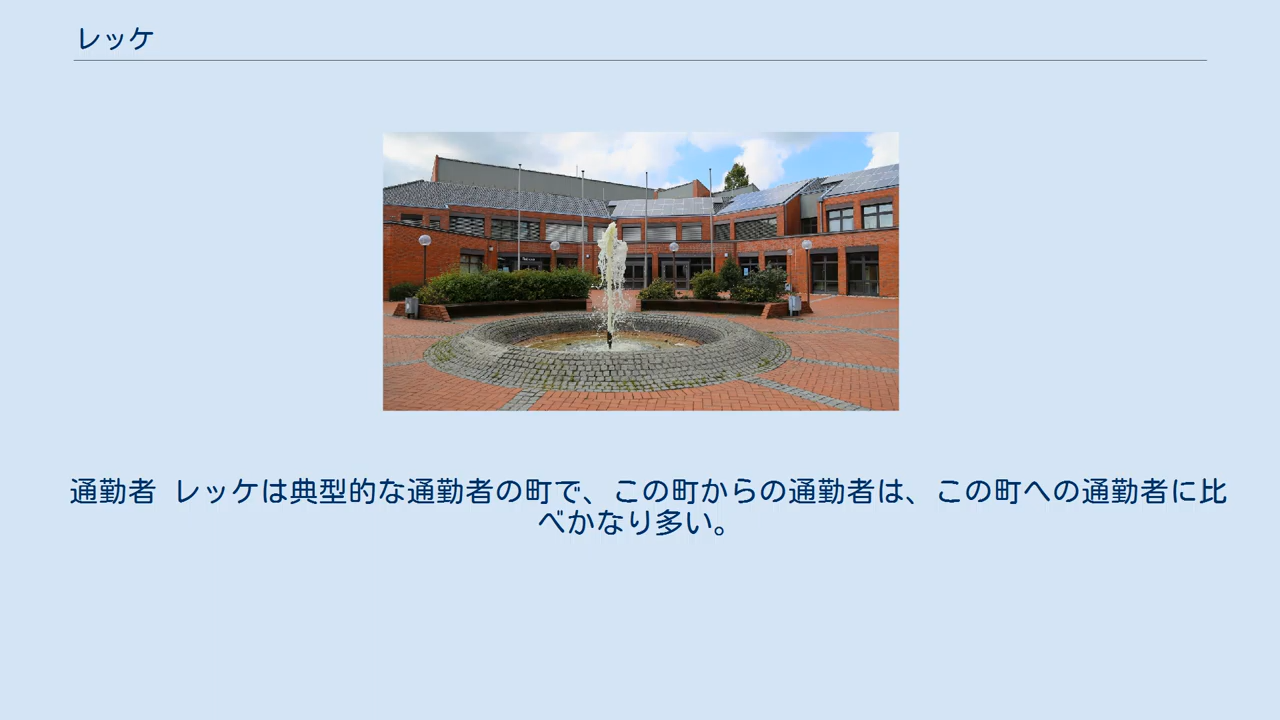 レッケ
通勤者 レッケは典型的な通勤者の町で、この町からの通勤者は、この町への通勤者に比
べかなり多い。